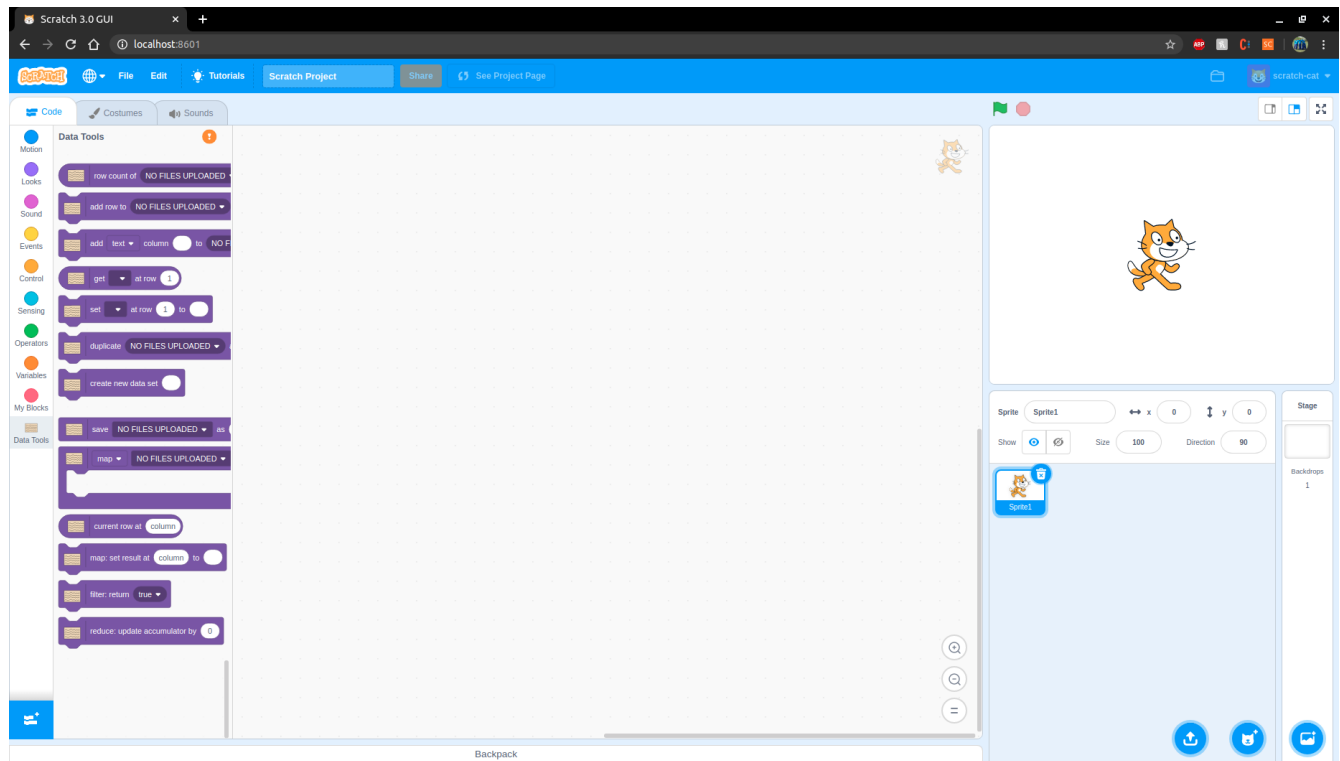 Scratch 3.0 GUI
localhost:8601
ABP
SC
SCRATCH File Edit Tutorials Scratch Project Share See Project Page scratch-cat
Code Costumes Sounds
Motion
Looks
Sound
Events
Control
Sensing
Operators
Variables
My Blocks
Data Tools
Data Tools
row count of NO FILES UPLOADED
add row to NO FILES UPLOADED
add text column to NO F
get at row 1
set at row 1 to
duplicate NO FILES UPLOADED
create new data set
save NO FILES UPLOADED as
map NO FILES UPLOADED
current row at column
map: set result at column to
filter: return true
reduce: update accumulator by 0
Backpack
Sprite Sprite1 x 0 y 0
Show Size 100 Direction 90
Sprite1
Stage
Backdrops
1